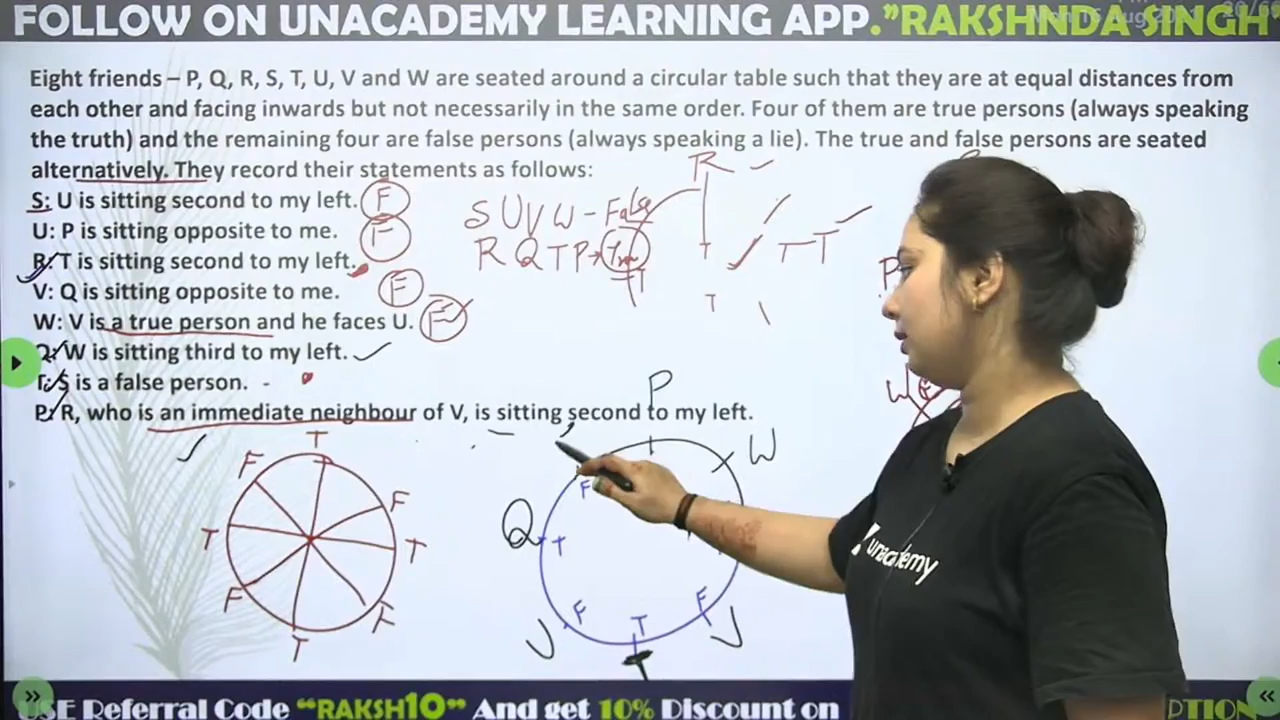 FOLLOW ON UNACADEMY LEARNING APP.”RAKSHNDA SINGH
Eight friends – P, Q, R, S, T, U, V and W are seated around a circular table such that they are at equal distances from
each other and facing inwards but not necessarily in the same order. Four of them are true persons (always speaking
the truth) and the remaining four are false persons (always speaking a lie). The true and false persons are seated
alternatively. They record their statements as follows:
S: U is sitting second to my left. F
U: P is sitting opposite to me. F
R: T is sitting second to my left.
V: Q is sitting opposite to me. F
W: V is a true person and he faces U. F
Q: W is sitting third to my left.
T: S is a false person.
P: R, who is an immediate neighbour of V, is sitting second to my left.
R
S U V W - False
R Q T P → True
T T
T
P
W
T
F
F
T
T
F
F
T
P
W
F
Q
T
F
T
F
U
V
T
unacademy
USE Referral Code “RAKSH10” And get 10% Discount on